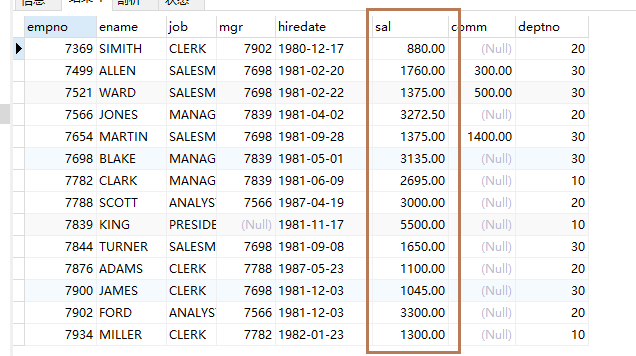 empno ename job mgr hiredate sal comm deptno
7369 SIMITH CLERK 7902 1980-12-17 880.00 (Null) 20
7499 ALLEN SALESM 7698 1981-02-20 1760.00 300.00 30
7521 WARD SALESM 7698 1981-02-22 1375.00 500.00 30
7566 JONES MANAG 7839 1981-04-02 3272.50 (Null) 20
7654 MARTIN SALESM 7698 1981-09-28 1375.00 1400.00 30
7698 BLAKE MANAG 7839 1981-05-01 3135.00 (Null) 30
7782 CLARK MANAG 7839 1981-06-09 2695.00 (Null) 10
7788 SCOTT ANALYS 7566 1987-04-19 3000.00 (Null) 20
7839 KING PRESIDE (Null) 1981-11-17 5500.00 (Null) 10
7844 TURNER SALESM 7698 1981-09-08 1650.00 (Null) 30
7876 ADAMS CLERK 7788 1987-05-23 1100.00 (Null) 20
7900 JAMES CLERK 7698 1981-12-03 1045.00 (Null) 30
7902 FORD ANALYS 7566 1981-12-03 3300.00 (Null) 20
7934 MILLER CLERK 7782 1982-01-23 1300.00 (Null) 10